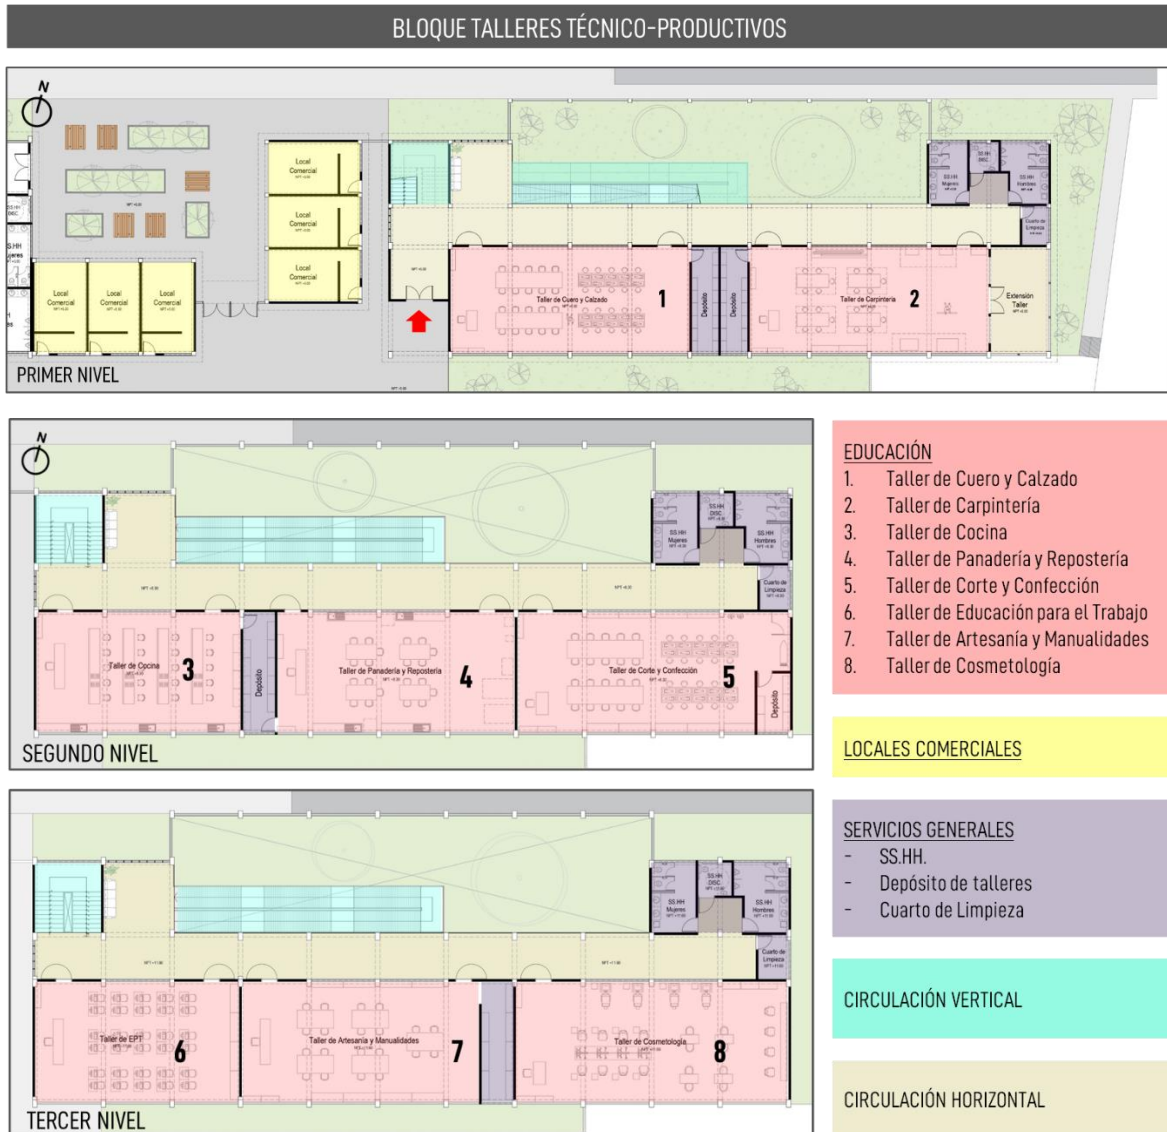 BLOQUE TALLERES TÉCNICO-PRODUCTIVOS
N
Local
Comercial
Local
Comercial
Local
Comercial
Local
Comercial
Local
Comercial
Local
Comercial
SS.HH
Mujeres
SS.HH
DISC.
SS.HH
Hombres
Cuarto de
Limpieza
Taller de Cuero y Calzado
1
Depósito
Depósito
Taller de Carpintería
2
Extensión
Taller
PRIMER NIVEL
N
SS.HH
Mujeres
SS.HH
DISC.
SS.HH
Hombres
Cuarto de
Limpieza
Taller de Cocina
3
Depósito
Taller de Panadería y Repostería
4
Taller de Corte y Confección
5
Depósito
SEGUNDO NIVEL
SS.HH
Mujeres
SS.HH
DISC.
SS.HH
Hombres
Cuarto de
Limpieza
Taller de EPT
6
Taller de Artesanía y Manualidades
7
Taller de Cosmetología
8
TERCER NIVEL
EDUCACIÓN
1. Taller de Cuero y Calzado
2. Taller de Carpintería
3. Taller de Cocina
4. Taller de Panadería y Repostería
5. Taller de Corte y Confección
6. Taller de Educación para el Trabajo
7. Taller de Artesanía y Manualidades
8. Taller de Cosmetología
LOCALES COMERCIALES
SERVICIOS GENERALES
- SS.HH.
- Depósito de talleres
- Cuarto de Limpieza
CIRCULACIÓN VERTICAL
CIRCULACIÓN HORIZONTAL